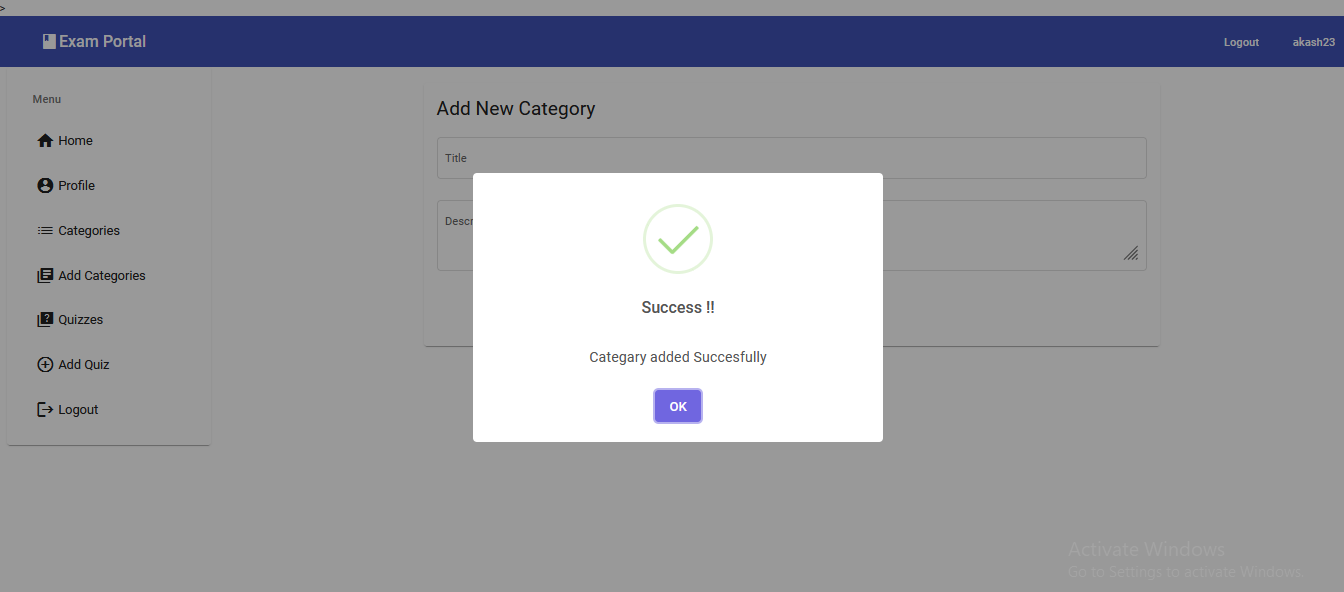 >
Exam Portal
Logout
akash23
Menu
Home
Profile
Categories
Add Categories
Quizzes
Add Quiz
Logout
Add New Category
Title
Descr
Success !!
Categary added Succesfully
OK
Activate Windows
Go to Settings to activate Windows.